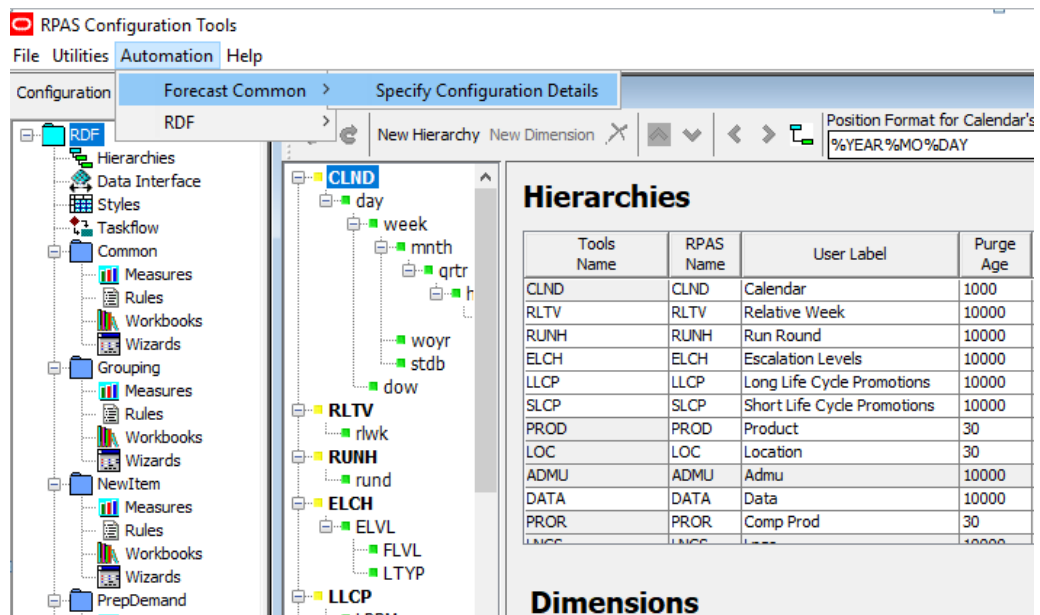 RPAS Configuration Tools
File Utilities Automation Help
Configuration
Forecast Common >
Specify Configuration Details
RDF >
New Hierarchy New Dimension
Position Format for Calendar's
%YEAR%MO%DAY
RDF
Hierarchies
Data Interface
Styles
Taskflow
Common
Measures
Rules
Workbooks
Wizards
Grouping
Measures
Rules
Workbooks
Wizards
NewItem
Measures
Rules
Workbooks
Wizards
PrepDemand
CLND
day
week
mnth
qrtr
woyr
stdb
dow
RLTV
rlwk
RUNH
rund
ELCH
ELVL
FLVL
LTYP
LLCP
Hierarchies
Tools Name RPAS Name User Label Purge Age
CLND CLND Calendar 1000
RLTV RLTV Relative Week 10000
RUNH RUNH Run Round 10000
ELCH ELCH Escalation Levels 10000
LLCP LLCP Long Life Cycle Promotions 10000
SLCP SLCP Short Life Cycle Promotions 10000
PROD PROD Product 30
LOC LOC Location 30
ADMU ADMU Admu 10000
DATA DATA Data 10000
PROR PROR Comp Prod 30
Dimensions